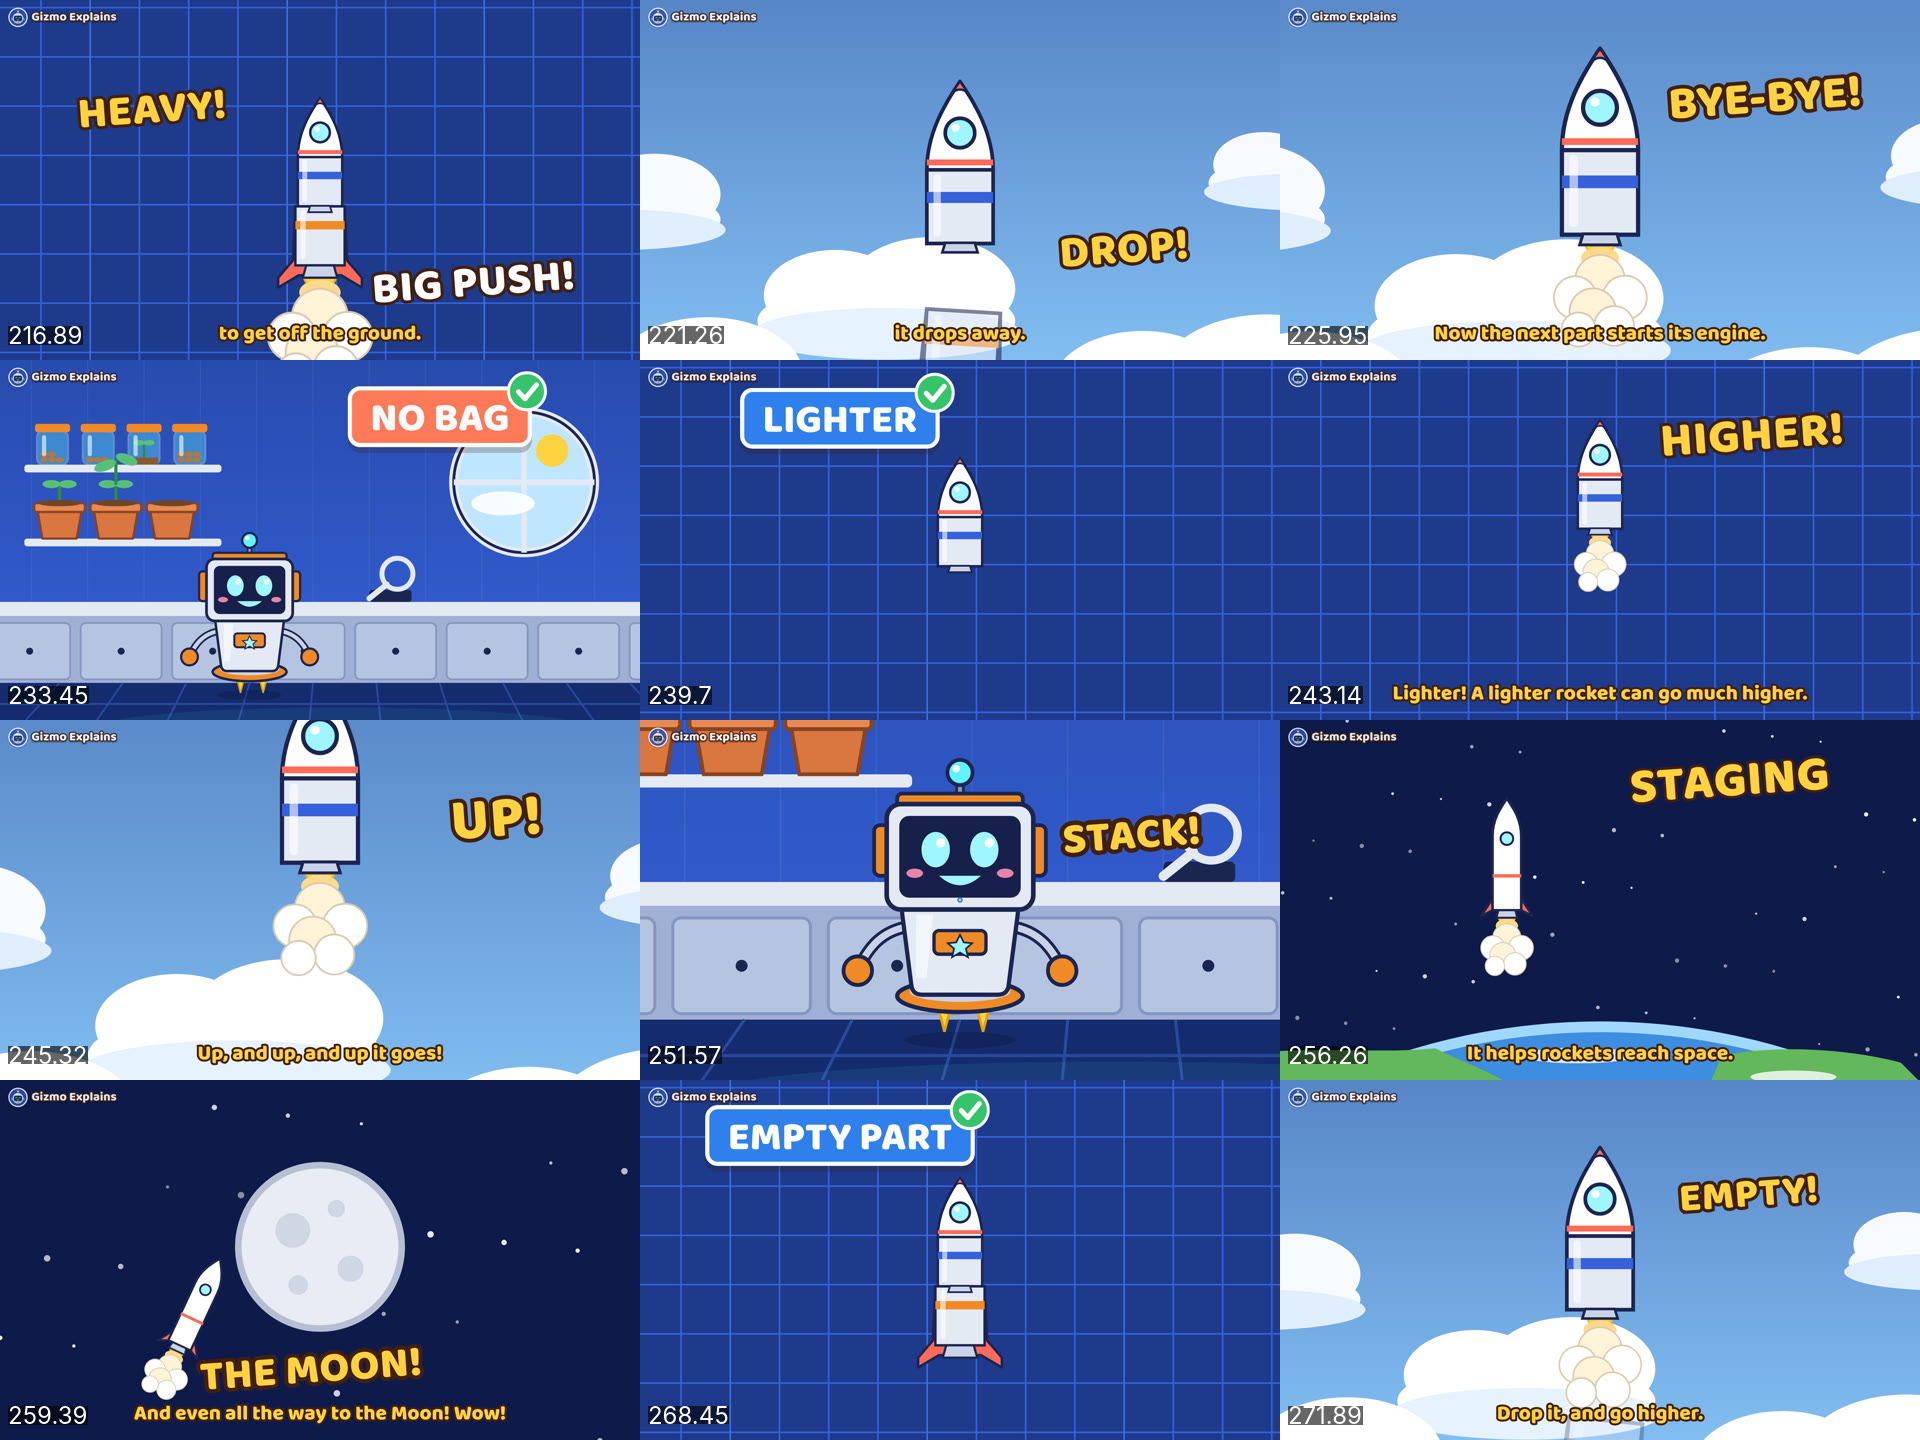 Gizmo Explains
HEAVY!
BIG PUSH!
to get off the ground.
216.89
Gizmo Explains
DROP!
it drops away.
221.26
Gizmo Explains
BYE-BYE!
Now the next part starts its engine.
225.95
Gizmo Explains
NO BAG
233.45
Gizmo Explains
LIGHTER
239.7
Gizmo Explains
HIGHER!
Lighter! A lighter rocket can go much higher.
243.14
Gizmo Explains
UP!
Up, and up, and up it goes!
245.32
Gizmo Explains
STACK!
251.57
Gizmo Explains
STAGING
It helps rockets reach space.
256.26
Gizmo Explains
THE MOON!
And even all the way to the Moon! Wow!
259.39
Gizmo Explains
EMPTY PART
268.45
Gizmo Explains
EMPTY!
Drop it, and go higher.
271.89